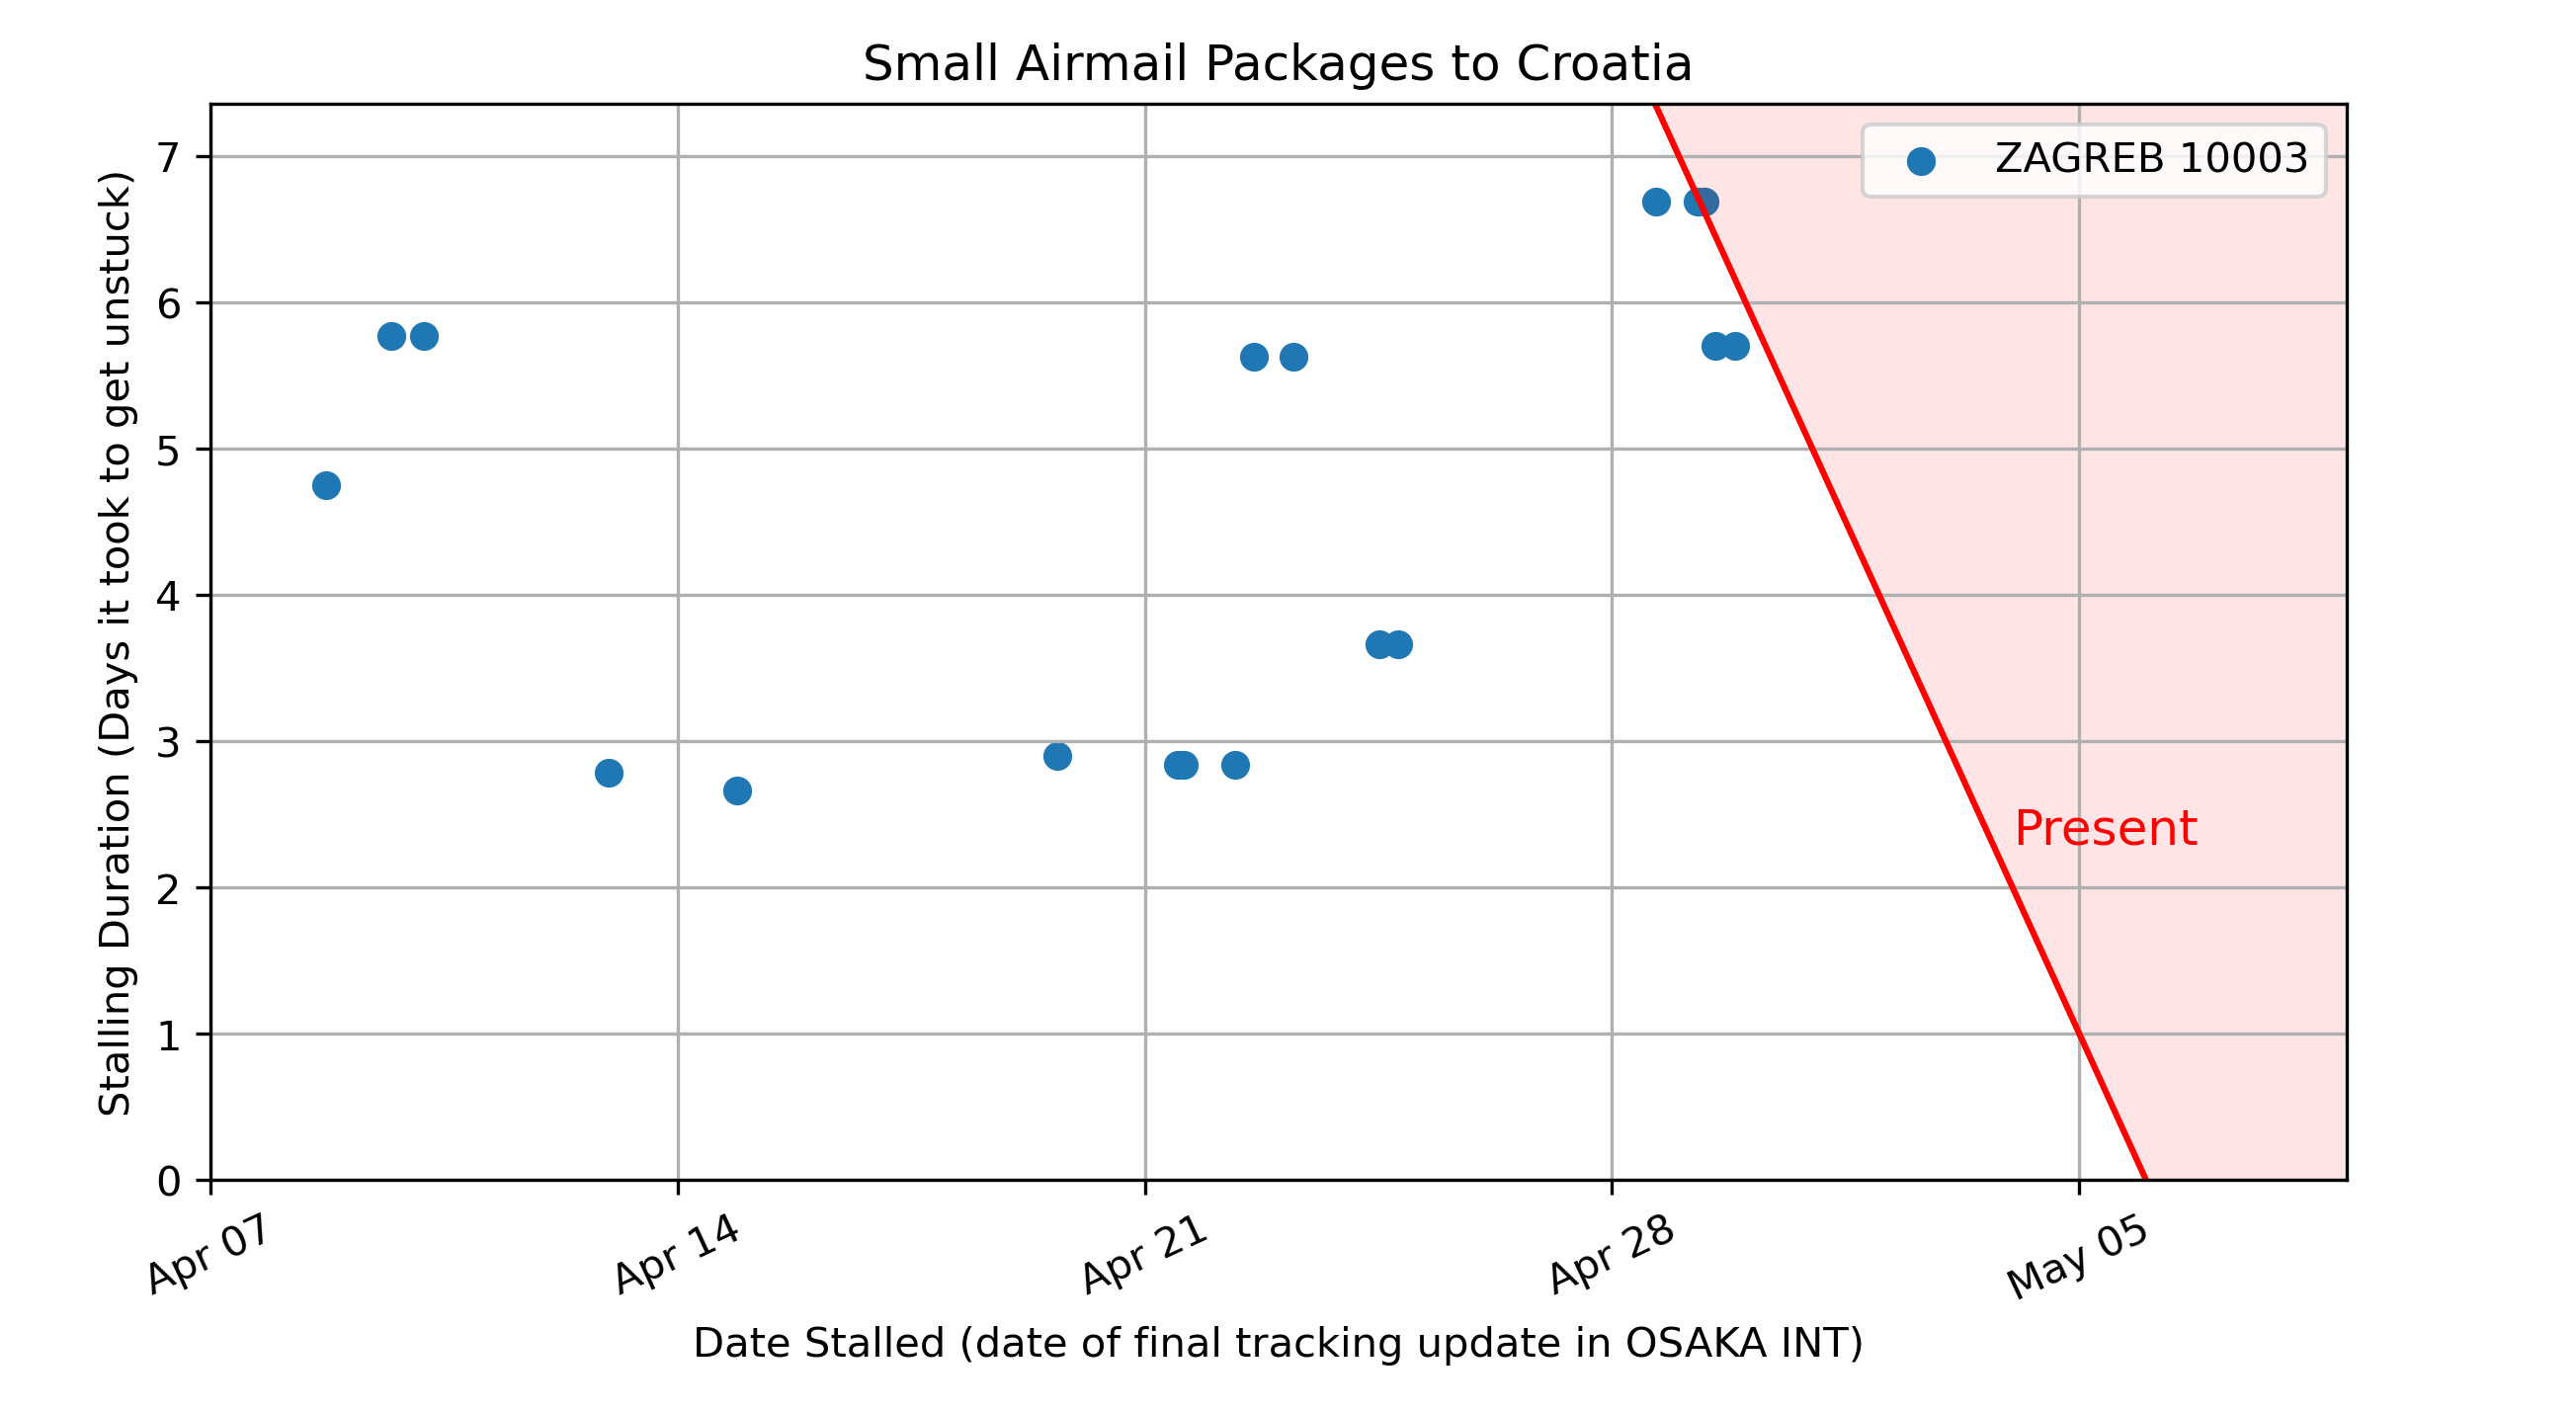 Small Airmail Packages to Croatia
Stalling Duration (Days it took to get unstuck)
7
6
5
4
3
2
1
0
ZAGREB 10003
Present
Apr 07
Apr 14
Apr 21
Apr 28
May 05
Date Stalled (date of final tracking update in OSAKA INT)